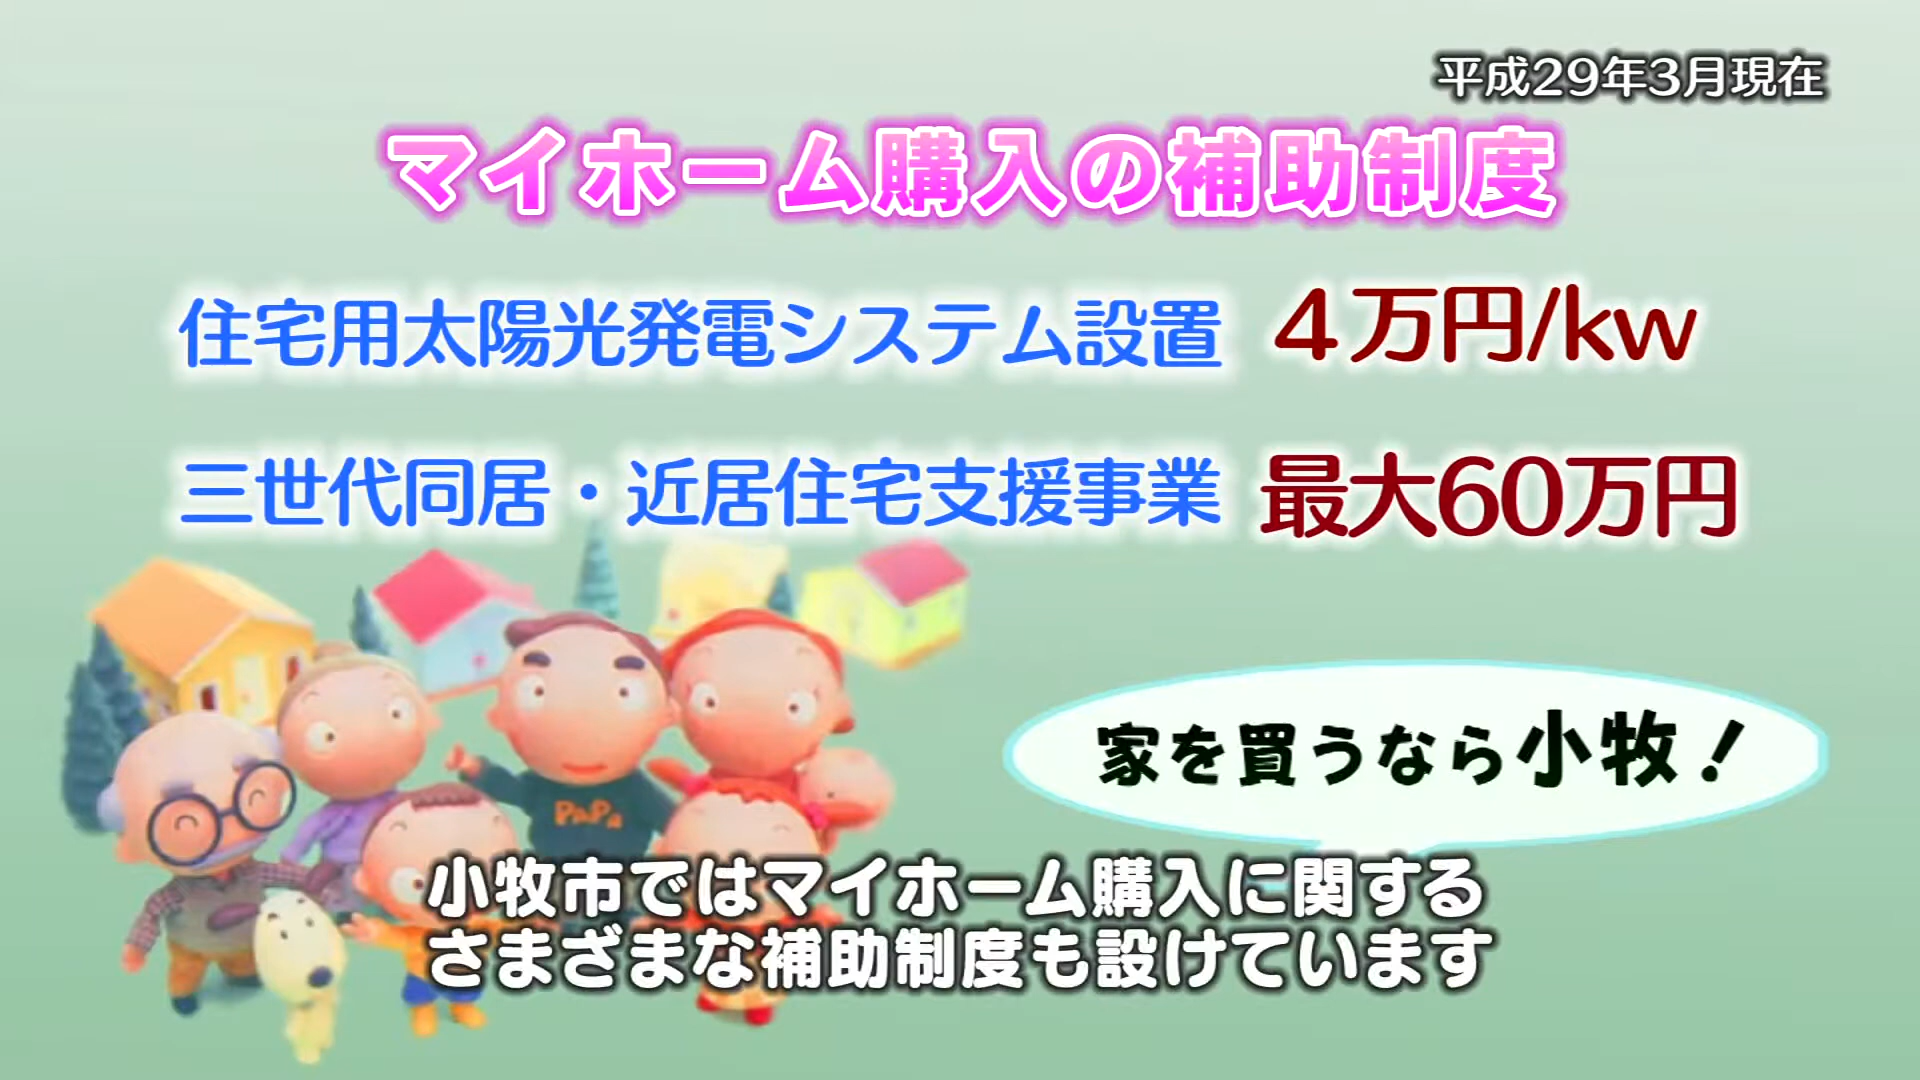 平成29年3月現在
マイホーム購入の補助制度
住宅用太陽光発電システム設置 4万円/kw
三世代同居・近居住宅支援事業 最大60万円
PaPa
家を買うなら小牧！
小牧市ではマイホーム購入に関する
さまざまな補助制度も設けています